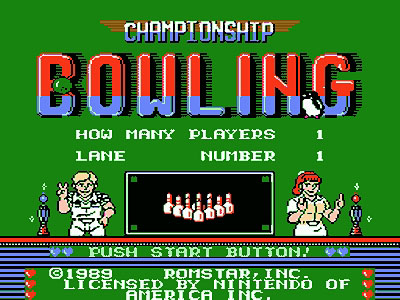 CHAMPIONSHIP
BOWLING
HOW MANY PLAYERS 1
LANE NUMBER 1
PUSH START BUTTON!
©1989 ROMSTAR,INC.
LICENSED BY NINTENDO OF
AMERICA INC.